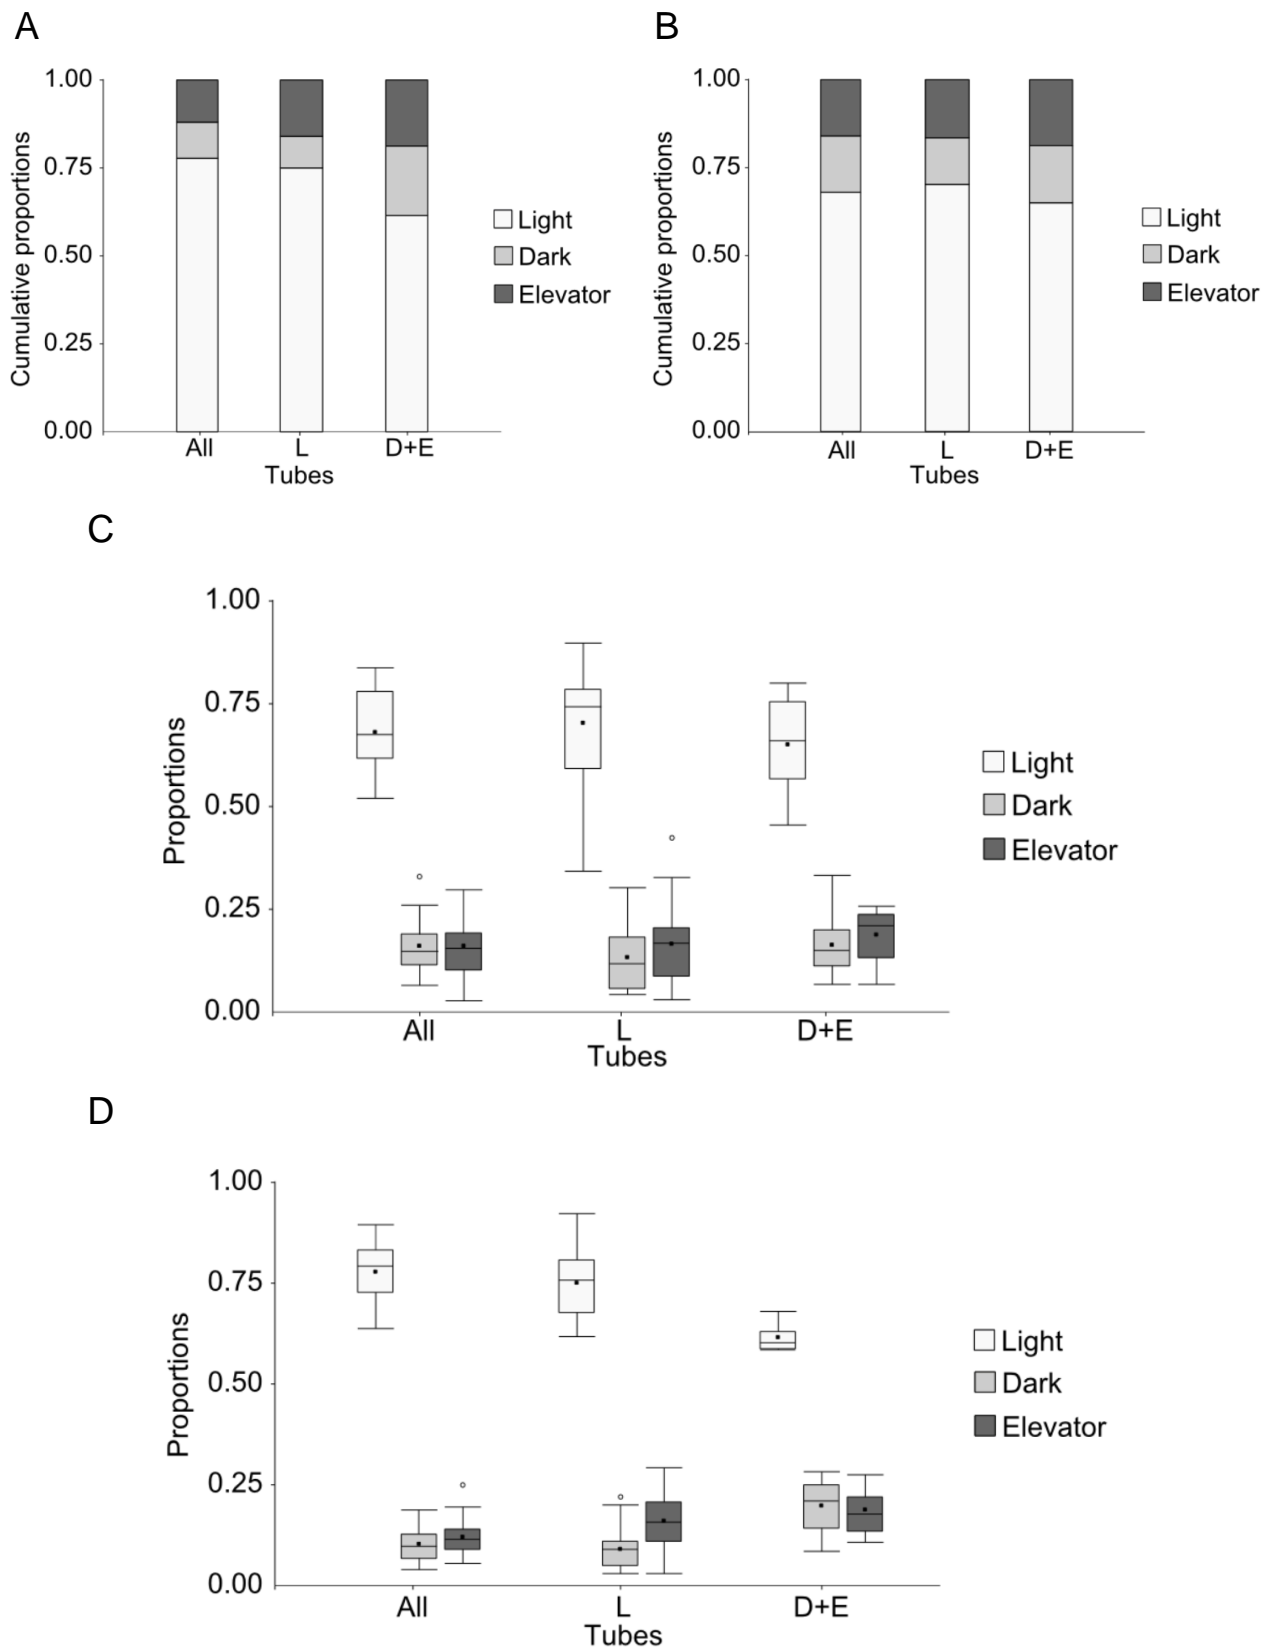 A
Cumulative proportions
1.00
0.75
0.50
0.25
0.00
All L D+E
Tubes
Light
Dark
Elevator
B
Cumulative proportions
1.00
0.75
0.50
0.25
0.00
All L D+E
Tubes
Light
Dark
Elevator
C
Proportions
1.00
0.75
0.50
0.25
0.00
All L D+E
Tubes
Light
Dark
Elevator
D
Proportions
1.00
0.75
0.50
0.25
0.00
All L D+E
Tubes
Light
Dark
Elevator